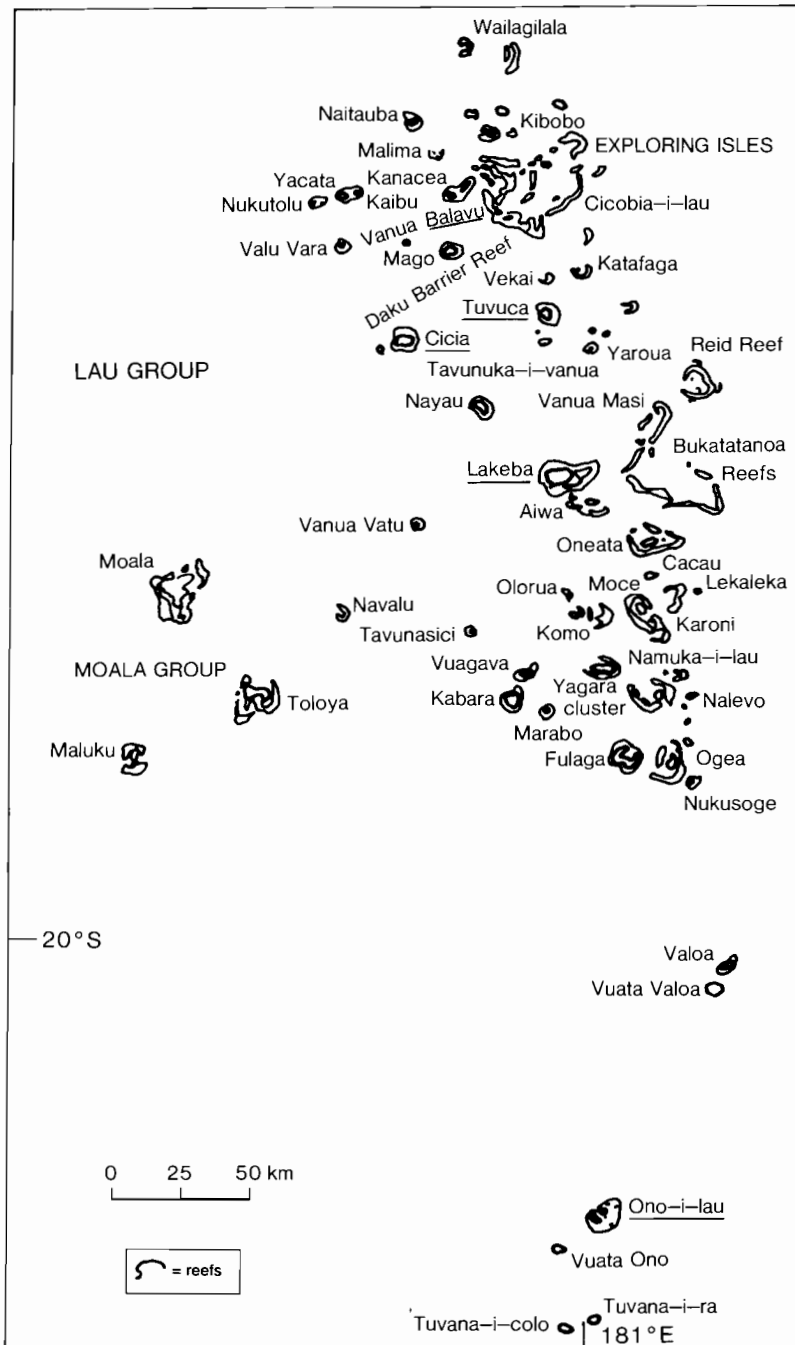 Wailagilala
Naitauba
Kibobo
EXPLORING ISLES
Malima
Yacata
Kanacea
Nukutolu
Kaibu
Cicobia-i-lau
Vanua Balavu
Valu Vara
Mago
Katafaga
Vekai
Daku Barrier Reef
Tuvuca
Cicia
Yaroua
Reid Reef
LAU GROUP
Tavunuka-i-vanua
Nayau
Vanua Masi
Bukatatanoa
Reefs
Lakeba
Aiwa
Vanua Vatu
Oneata
Cacau
Moala
Olorua
Moce
Lekaleka
Navalu
Tavunasici
Komo
Karoni
MOALA GROUP
Vuagava
Namuka-i-lau
Toloya
Kabara
Yagara
cluster
Nalevo
Marabo
Maluku
Fulaga
Ogea
Nukusoge
20°S
Valoa
Vuata Valoa
0 25 50 km
Ono-i-lau
= reefs
Vuata Ono
Tuvana-i-colo
Tuvana-i-ra
181°E